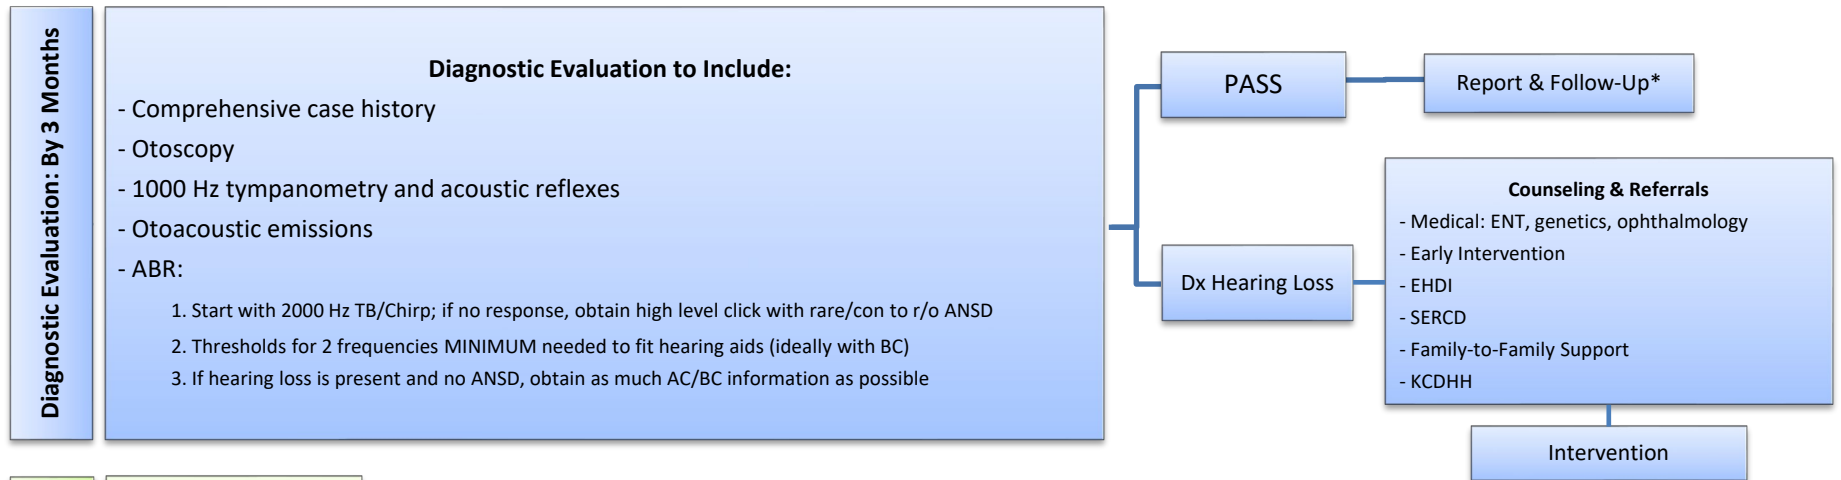 Diagnostic Evaluation: By 3 Months
Diagnostic Evaluation to Include:
- Comprehensive case history
- Otoscopy
- 1000 Hz tympanometry and acoustic reflexes
- Otoacoustic emissions
- ABR:
1. Start with 2000 Hz TB/Chirp; if no response, obtain high level click with rare/con to r/o ANSD
2. Thresholds for 2 frequencies MINIMUM needed to fit hearing aids (ideally with BC)
3. If hearing loss is present and no ANSD, obtain as much AC/BC information as possible
PASS
Report & Follow-Up*
Dx Hearing Loss
Counseling & Referrals
- Medical: ENT, genetics, ophthalmology
- Early Intervention
- EHDI
- SERCD
- Family-to-Family Support
- KCDHH
Intervention